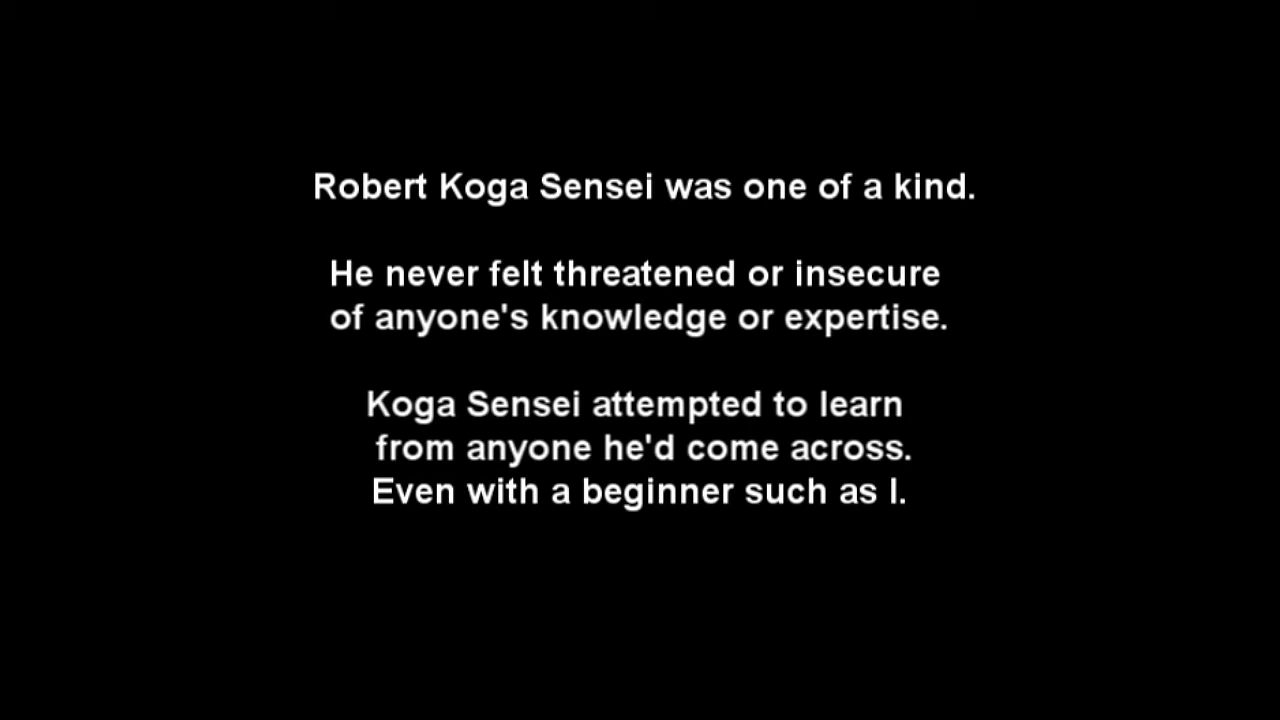 Robert Koga Sensei was one of a kind.
He never felt threatened or insecure
of anyone's knowledge or expertise.
Koga Sensei attempted to learn
from anyone he'd come across.
Even with a beginner such as I.